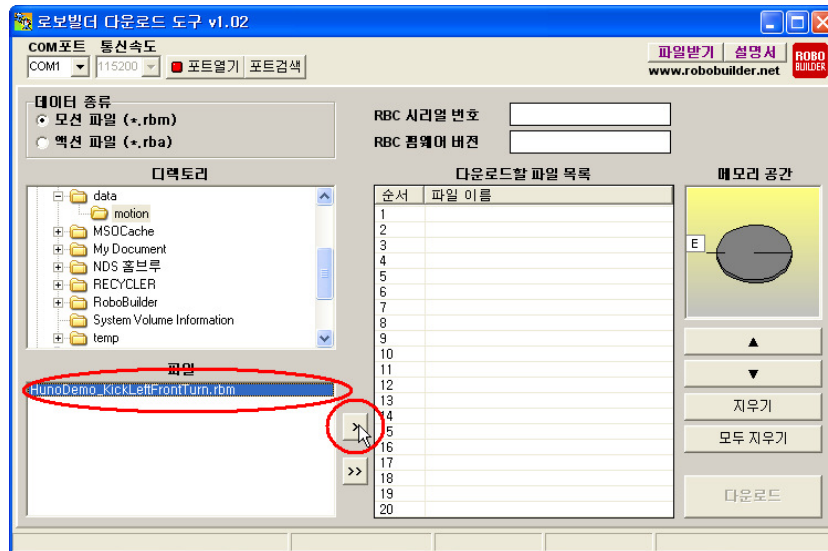 로보빌더 다운로드 도구 v1.02
COM포트 통신속도
COM1 115200 포트열기 포트검색
파일받기 설명서
www.robobuilder.net
ROBO
BUILDER
데이터 종류
모션 파일 (*.rbm)
액션 파일 (*.rba)
RBC 시리얼 번호
RBC 펌웨어 버전
디렉토리
data
motion
MSOCache
My Document
NDS 홈브루
RECYCLER
RoboBuilder
System Volume Information
temp
파일
HunoDemo_KickLeftFrontTurn.rbm
>
>>
다운로드할 파일 목록
순서 파일 이름
1
2
3
4
5
6
7
8
9
10
11
12
13
14
15
16
17
18
19
20
메모리 공간
E
▲
▼
지우기
모두 지우기
다운로드